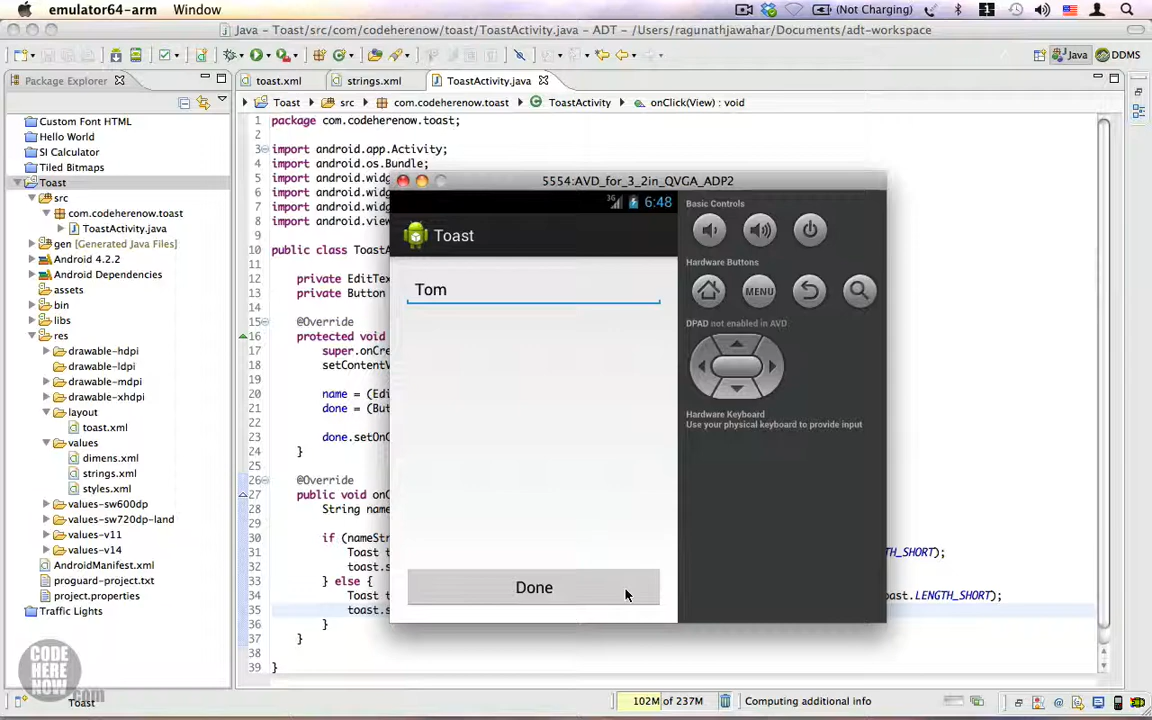 emulator64-arm Window (Not Charging)
Java – Toast/src/com/codeherenow/toast/ToastActivity.java – ADT – /Users/ragunathjawahar/Documents/adt-workspace
Java DDMS
Package Explorer
toast.xml strings.xml ToastActivity.java
Toast src com.codeherenow.toast ToastActivity onClick(View) : void
Custom Font HTML
Hello World
SI Calculator
Tiled Bitmaps
Toast
src
com.codeherenow.toast
ToastActivity.java
gen [Generated Java Files]
Android 4.2.2
Android Dependencies
assets
bin
libs
res
drawable-hdpi
drawable-ldpi
drawable-mdpi
drawable-xhdpi
layout
toast.xml
values
dimens.xml
strings.xml
styles.xml
values-sw600dp
values-sw720dp-land
values-v11
values-v14
AndroidManifest.xml
proguard-project.txt
project.properties
Traffic Lights
1 package com.codeherenow.toast;
2
3 import android.app.Activity;
4 import android.os.Bundle;
5 import android.widg
6 import android.widg
7 import android.widg
8 import android.view
9
10 public class ToastA
11
12 private EditTex
13 private Button
14
15 @Override
16 protected void
17 super.onCre
18 setContentV
19
20 name = (Edi
21 done = (But
22
23 done.setOnC
24 }
25
26 @Override
27 public void onC
28 String name
29
30 if (nameStr
31 Toast t TH_SHORT);
32 toast.s
33 } else {
34 Toast t ast.LENGTH_SHORT);
35 toast.s
36 }
37 }
38
39 }
5554:AVD_for_3_2in_QVGA_ADP2
3G 6:48
Toast
Tom
Done
Basic Controls
Hardware Buttons
MENU
DPAD not enabled in AVD
Hardware Keyboard
Use your physical keyboard to provide input
CODE
HERE
NOW
.com
Toast 102M of 237M Computing additional info